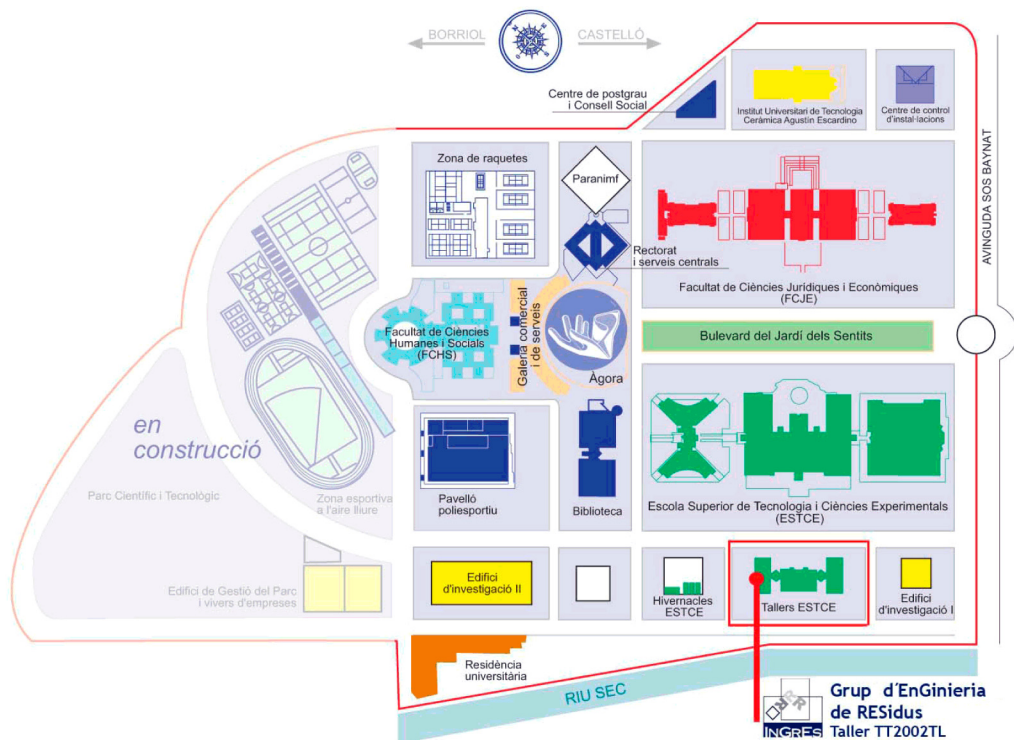 BORRIOL
CASTELLÓ
Centre de postgrau
i Consell Social
Institut Universitari de Tecnologia
Ceràmica Agustín Escardino
Centre de control
d'instal·lacions
Zona de raquetes
Paranimf
Rectorat
i serveis centrals
Facultat de Ciències Jurídiques i Econòmiques
(FCJE)
AVINGUDA SOS BAYNAT
Facultat de Ciències
Humanes i Socials
(FCHS)
Galeria comercial
i de serveis
Àgora
Bulevard del Jardí dels Sentits
en
construcció
Parc Científic i Tecnològic
Zona esportiva
a l'aire lliure
Pavelló
poliesportiu
Biblioteca
Escola Superior de Tecnologia i Ciències Experimentals
(ESTCE)
Edifici de Gestió del Parc
i vivers d'empreses
Edifici
d'investigació II
Hivernacles
ESTCE
Tallers ESTCE
Edifici
d'investigació I
Residència
universitària
RIU SEC
RRR
INGRES
Grup d´EnGinieria
de RESidus
Taller TT2002TL